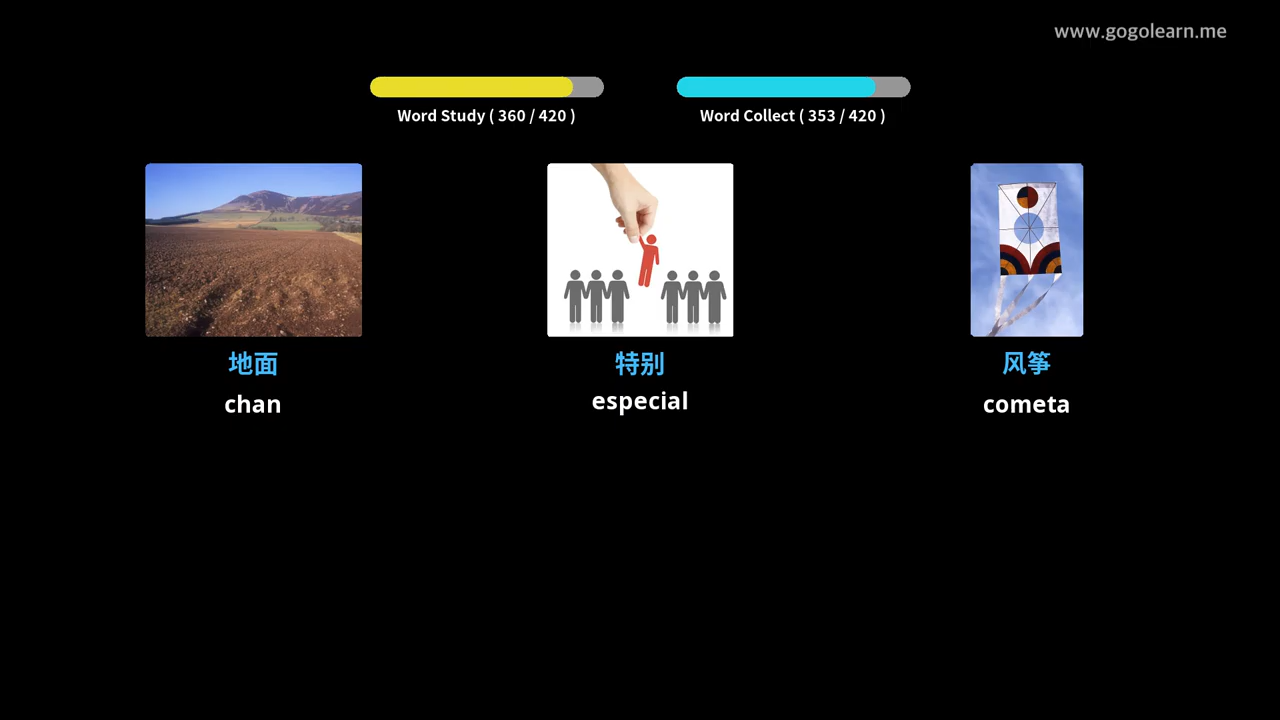 www.gogolearn.me
Word Study ( 360 / 420 )
Word Collect ( 353 / 420 )
地面
特别
风筝
chan
especial
cometa